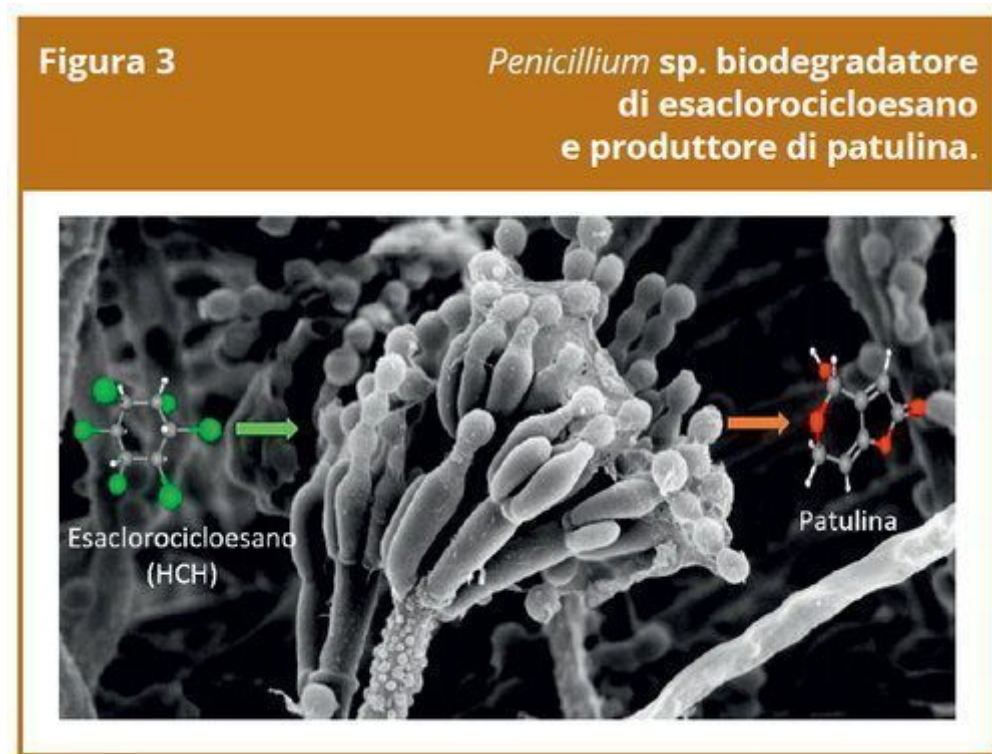 Figura 3
Penicillium sp. biodegradatore
di esaclorocicloesano
e produttore di patulina.
Esaclorocicloesano
(HCH)
Patulina